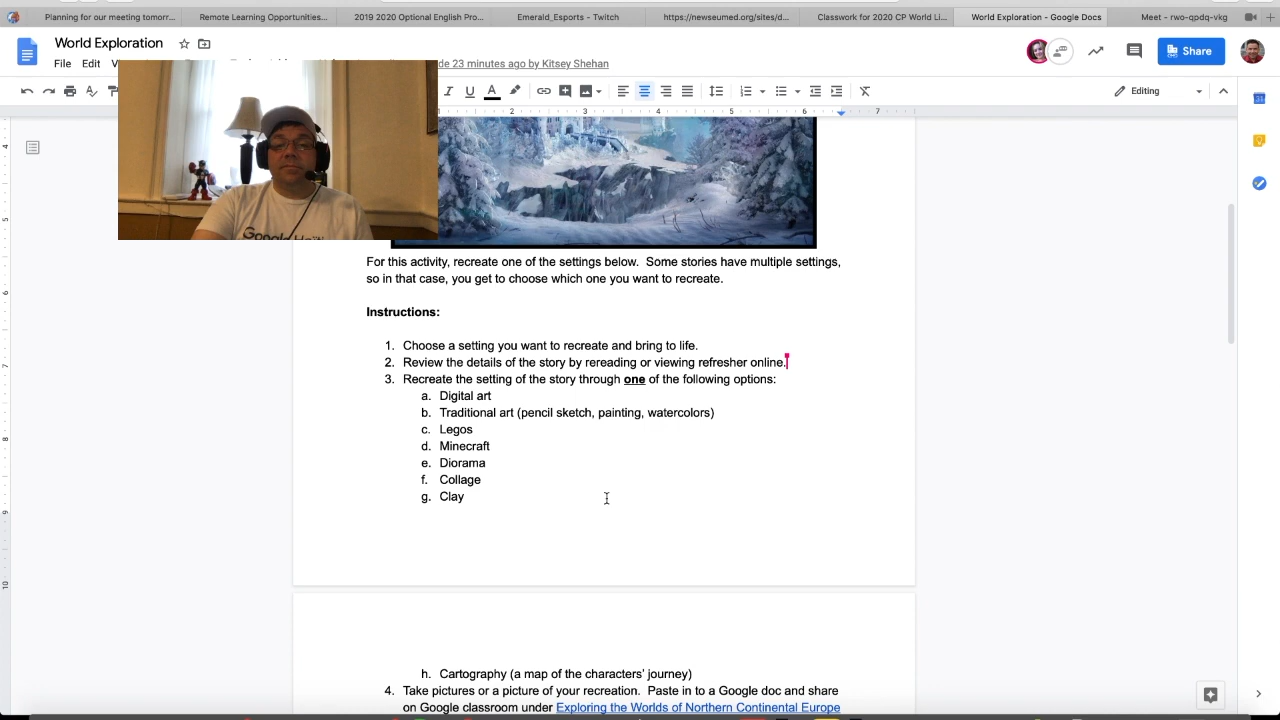 Planning for our meeting tomorr... Remote Learning Opportunities... 2019 2020 Optional English Pro... Emerald_Esports - Twitch https://newseumed.org/sites/d... Classwork for 2020 CP World Li... World Exploration - Google Docs Meet - rwo-qpdq-vkg
World Exploration
Share
File Edit de 23 minutes ago by Kitsey Shehan
Editing
2 3 4 5 6 7
For this activity, recreate one of the settings below. Some stories have multiple settings,
so in that case, you get to choose which one you want to recreate.
Instructions:
1. Choose a setting you want to recreate and bring to life.
2. Review the details of the story by rereading or viewing refresher online.
3. Recreate the setting of the story through one of the following options:
a. Digital art
b. Traditional art (pencil sketch, painting, watercolors)
c. Legos
d. Minecraft
e. Diorama
f. Collage
g. Clay
h. Cartography (a map of the characters' journey)
4. Take pictures or a picture of your recreation. Paste in to a Google doc and share
on Google classroom under Exploring the Worlds of Northern Continental Europe